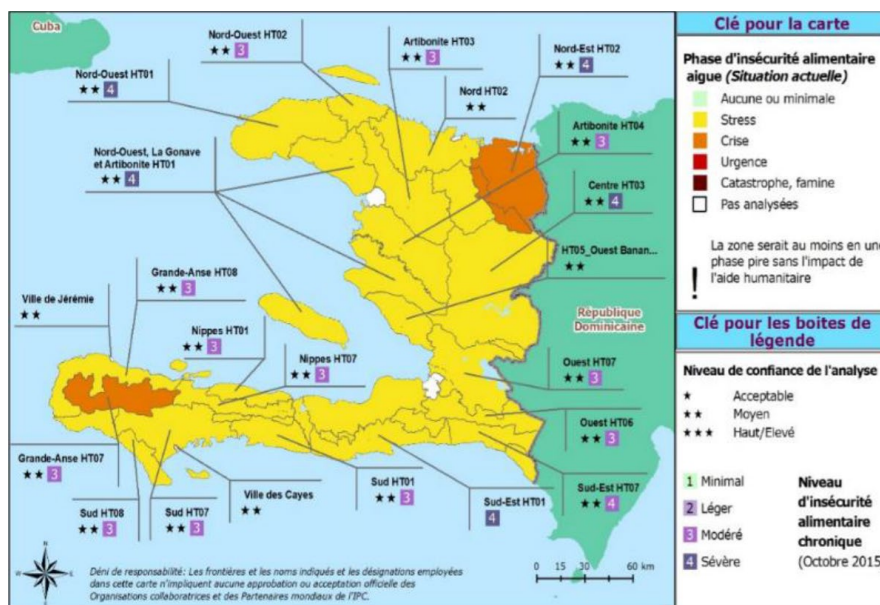 Cuba
Nord-Ouest HT02
★★ 3
Artibonite HT03
★★ 3
Nord-Est HT02
★★ 4
Nord-Ouest HT01
★★ 4
Nord HT02
★★
Nord-Ouest, La Gonave
et Artibonite HT01
★★ 4
Artibonite HT04
★★ 3
Centre HT03
★★ 4
HT05_Ouest Banan...
★★
Grande-Anse HT08
★★ 3
Ville de Jérémie
★★
Nippes HT01
★★ 3
Nippes HT07
★★ 3
République
Dominicaine
Ouest HT07
★★ 3
Ouest HT06
★★ 3
Grande-Anse HT07
★★ 3
Sud HT08
★★ 3
Sud HT07
★★ 3
Ville des Cayes
★★
Sud HT01
★★ 3
Sud-Est HT01
4
Sud-Est HT07
★★ 4
Déni de responsabilité: Les frontières et les noms indiqués et les désignations employées
dans cette carte n'impliquent aucune approbation ou acceptation officielle des
Organisations collaboratrices et des Partenaires mondiaux de l'IPC.
0 30 60 km
Clé pour la carte
Phase d'insécurité alimentaire
aigue (Situation actuelle)
Aucune ou minimale
Stress
Crise
Urgence
Catastrophe, famine
Pas analysées
! La zone serait au moins en une
phase pire sans l'impact de
l'aide humanitaire
Clé pour les boites de
légende
Niveau de confiance de l'analyse
★ Acceptable
★★ Moyen
★★★ Haut/Elevé
1 Minimal
2 Léger
3 Modéré
4 Sévère
Niveau
d'insécurité
alimentaire
chronique
(Octobre 2015)